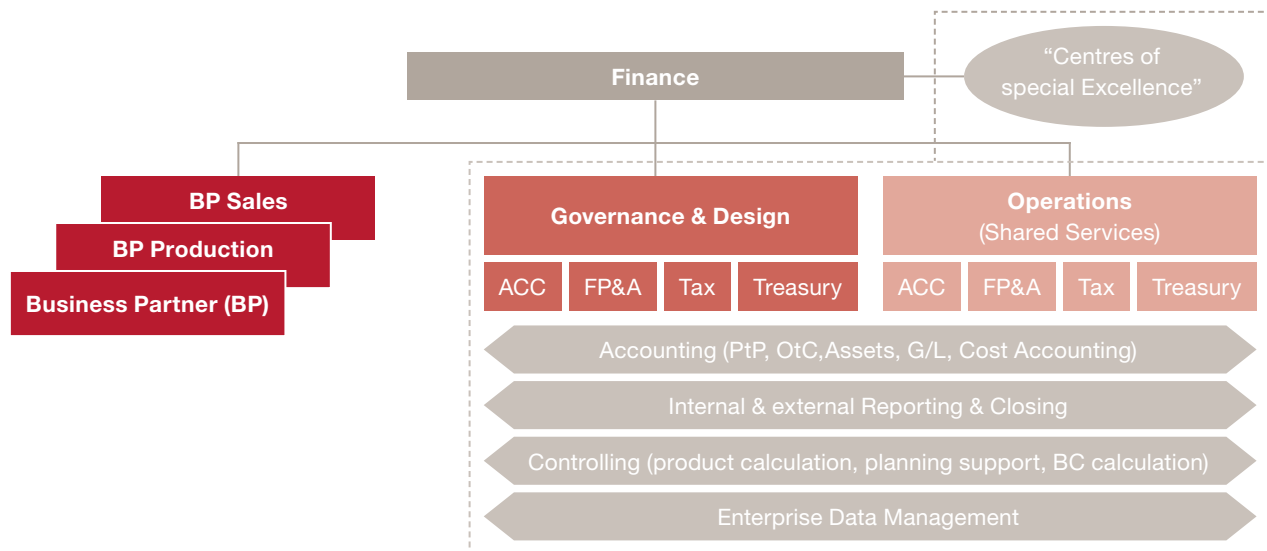 Finance
“Centres of
special Excellence”
BP Sales
BP Production
Business Partner (BP)
Governance & Design
Operations
(Shared Services)
ACC
FP&A
Tax
Treasury
ACC
FP&A
Tax
Treasury
Accounting (PtP, OtC,Assets, G/L, Cost Accounting)
Internal & external Reporting & Closing
Controlling (product calculation, planning support, BC calculation)
Enterprise Data Management